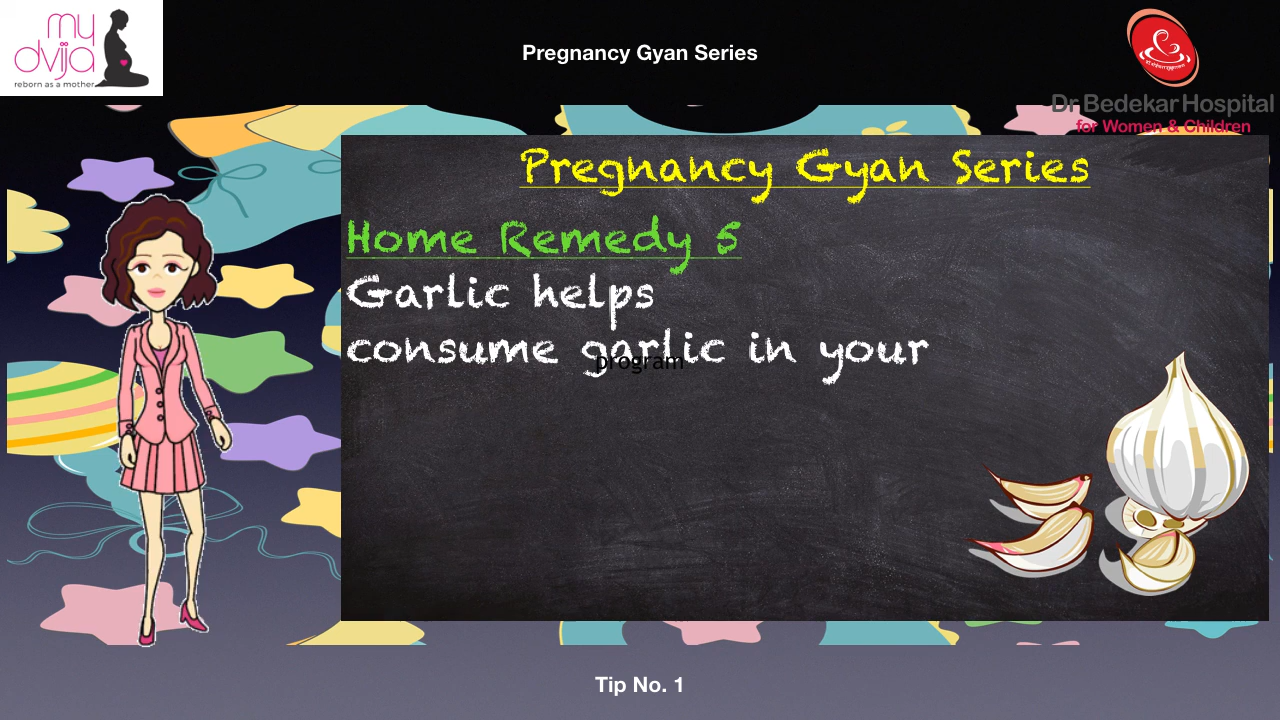 my
dvija
reborn as a mother
Pregnancy Gyan Series
Dr Bedekar Hospital
for Women & Children
Pregnancy Gyan Series
Home Remedy 5
Garlic helps
consume garlic in your
program
Tip No. 1